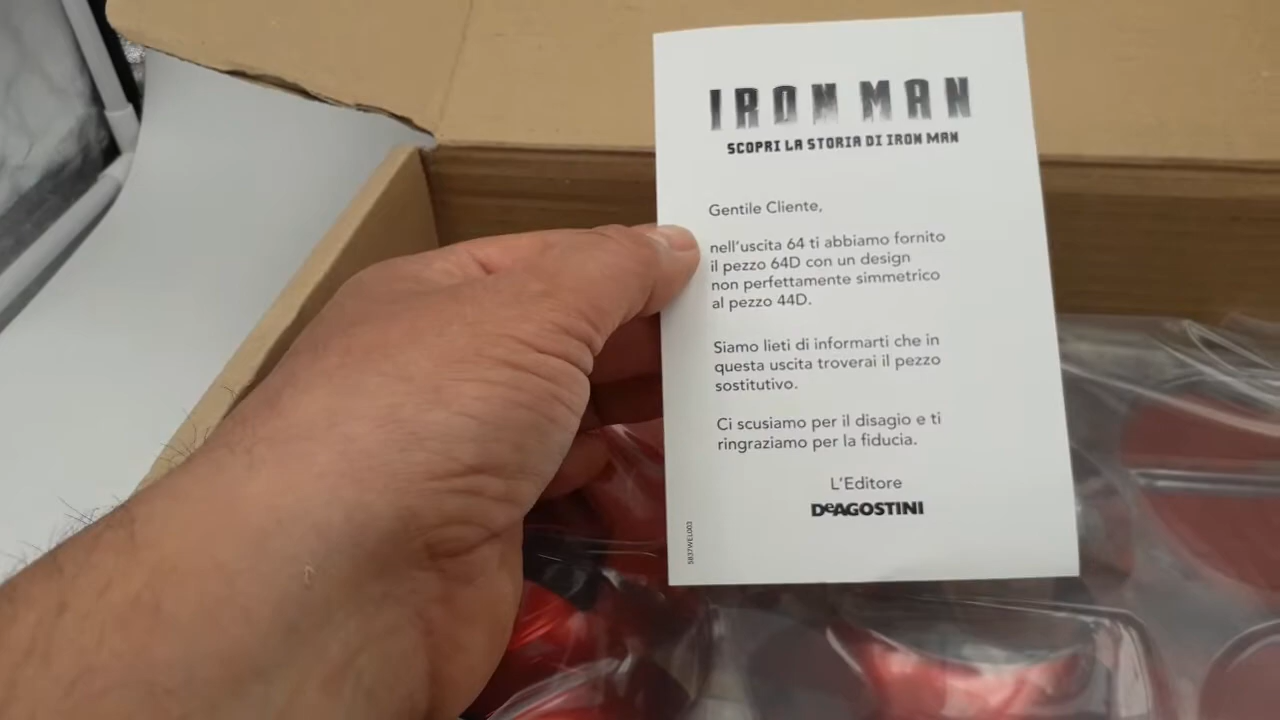 IRON MAN
SCOPRI LA STORIA DI IRON MAN
Gentile Cliente,
nell'uscita 64 ti abbiamo fornito
il pezzo 64D con un design
non perfettamente simmetrico
al pezzo 44D.
Siamo lieti di informarti che in
questa uscita troverai il pezzo
sostitutivo.
Ci scusiamo per il disagio e ti
ringraziamo per la fiducia.
L'Editore
DeAGOSTINI